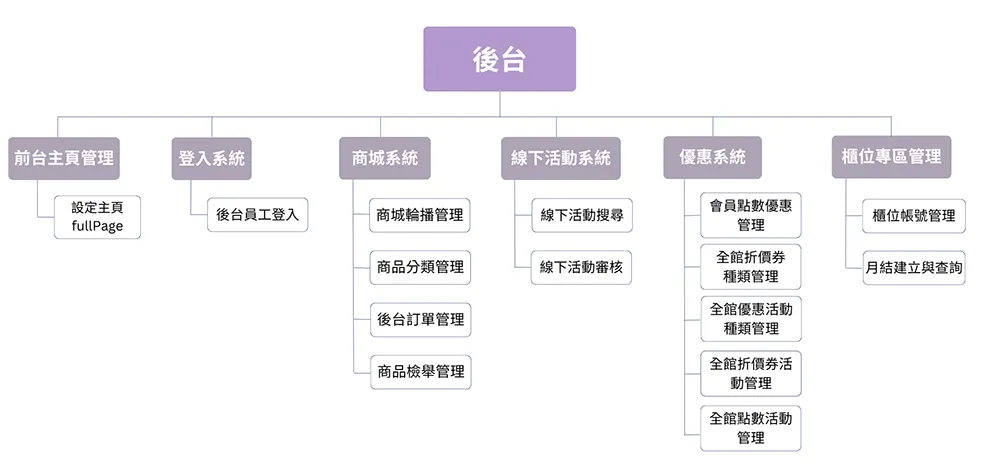 後台
前台主頁管理
設定主頁
fullPage
登入系統
後台員工登入
商城系統
商城輪播管理
商品分類管理
後台訂單管理
商品檢舉管理
線下活動系統
線下活動搜尋
線下活動審核
優惠系統
會員點數優惠
管理
全館折價券
種類管理
全館優惠活動
種類管理
全館折價券活
動管理
全館點數活動
管理
櫃位專區管理
櫃位帳號管理
月結建立與查詢